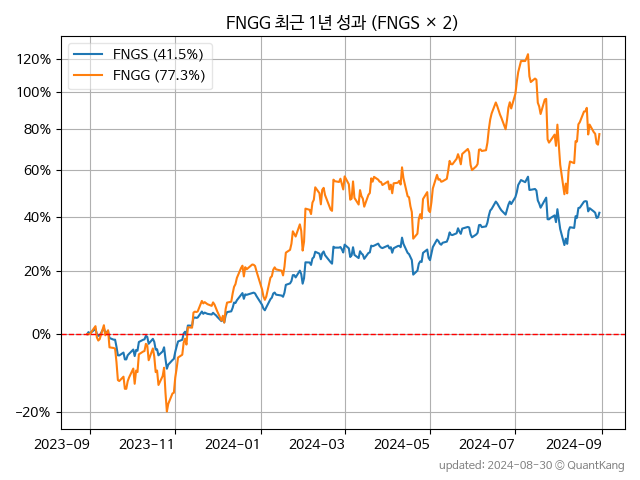 FNGG 최근 1년 성과 (FNGS × 2)
FNGS (41.5%)
FNGG (77.3%)
120%
100%
80%
60%
40%
20%
0%
−20%
2023-09 2023-11 2024-01 2024-03 2024-05 2024-07 2024-09
updated: 2024-08-30 © QuantKang